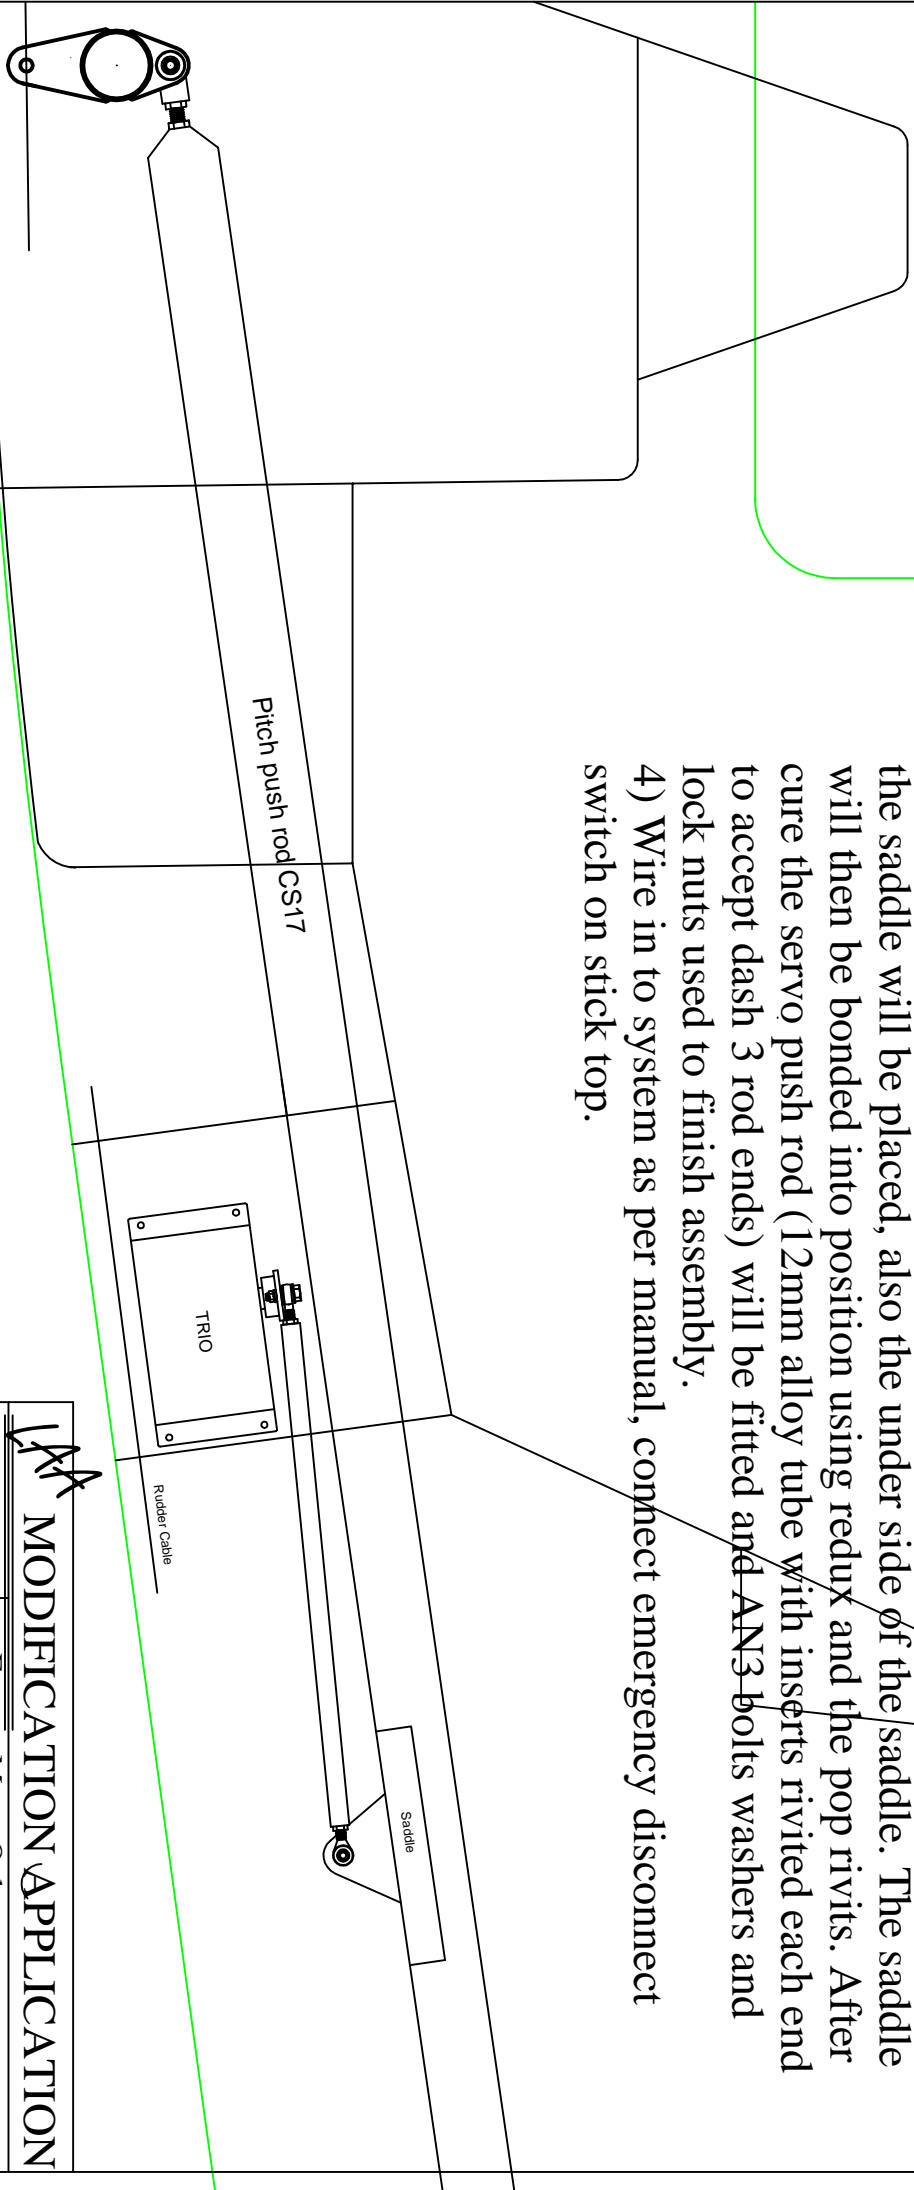 the saddle will be placed, also the under side of the saddle. The saddle
will then be bonded into position using redux and the pop rivits. After
cure the servo push rod (12mm alloy tube with inserts rivited each end
to accept dash 3 rod ends) will be fitted and AN3 bolts washers and
lock nuts used to finish assembly.
4) Wire in to system as per manual, connect emergency disconnect
switch on stick top.
Pitch push rod CS17
Saddle
TRIO
Rudder Cable
LAA MODIFICATION APPLICATION